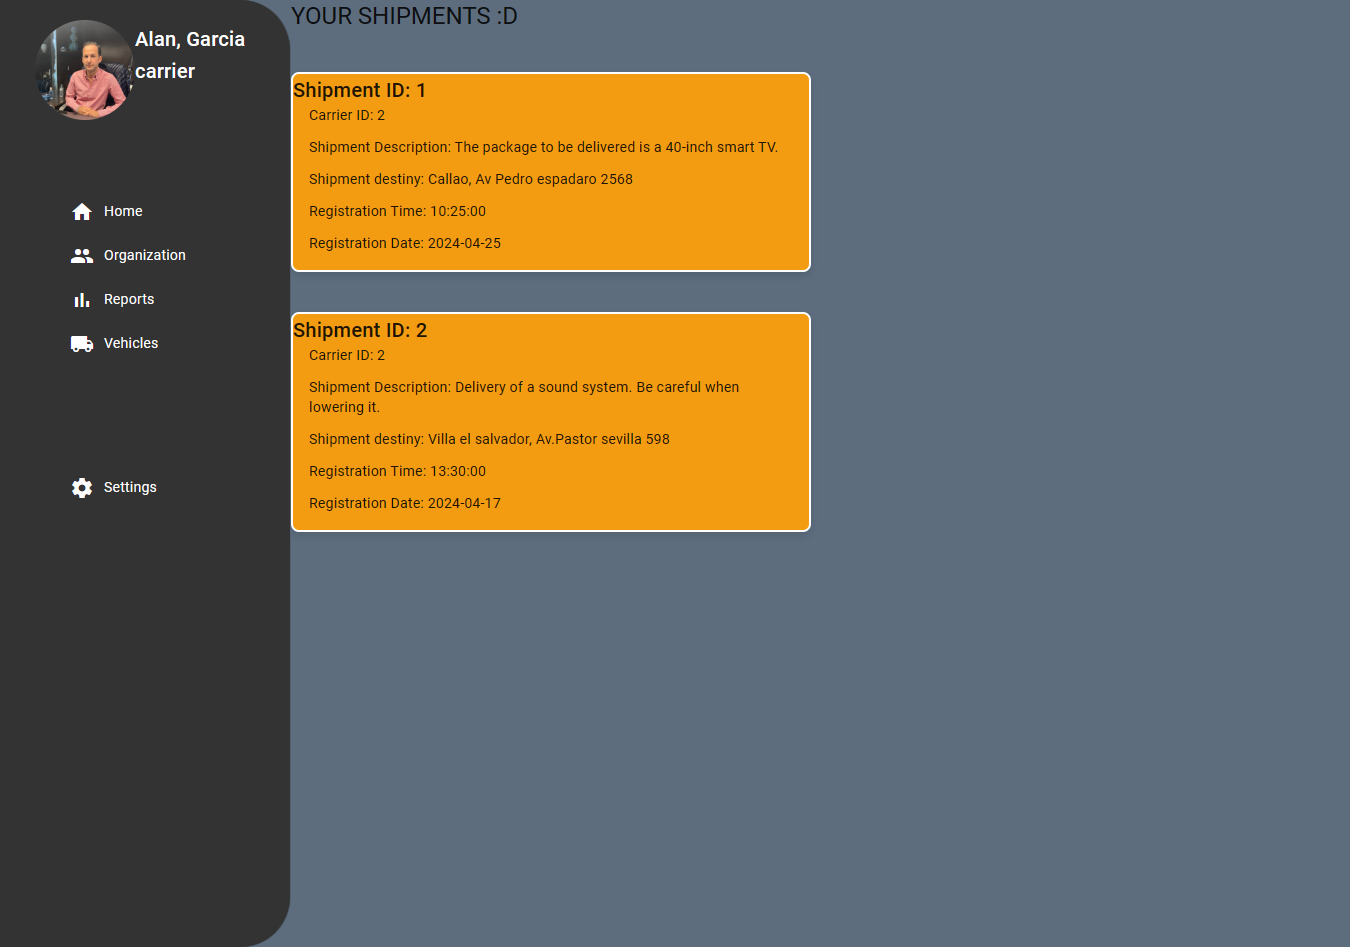 Alan, Garcia
carrier
Home
Organization
Reports
Vehicles
Settings
YOUR SHIPMENTS :D
Shipment ID: 1
Carrier ID: 2
Shipment Description: The package to be delivered is a 40-inch smart TV.
Shipment destiny: Callao, Av Pedro espadaro 2568
Registration Time: 10:25:00
Registration Date: 2024-04-25
Shipment ID: 2
Carrier ID: 2
Shipment Description: Delivery of a sound system. Be careful when
lowering it.
Shipment destiny: Villa el salvador, Av.Pastor sevilla 598
Registration Time: 13:30:00
Registration Date: 2024-04-17